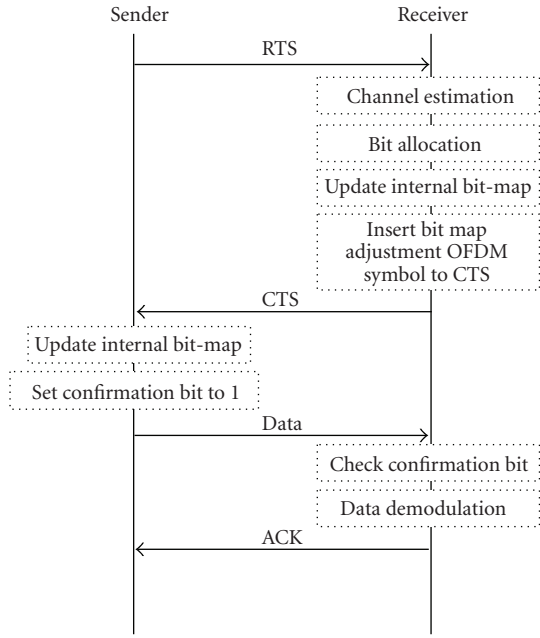 Sender
Receiver
RTS
Channel estimation
Bit allocation
Update internal bit-map
Insert bit map
adjustment OFDM
symbol to CTS
CTS
Update internal bit-map
Set confirmation bit to 1
Data
Check confirmation bit
Data demodulation
ACK